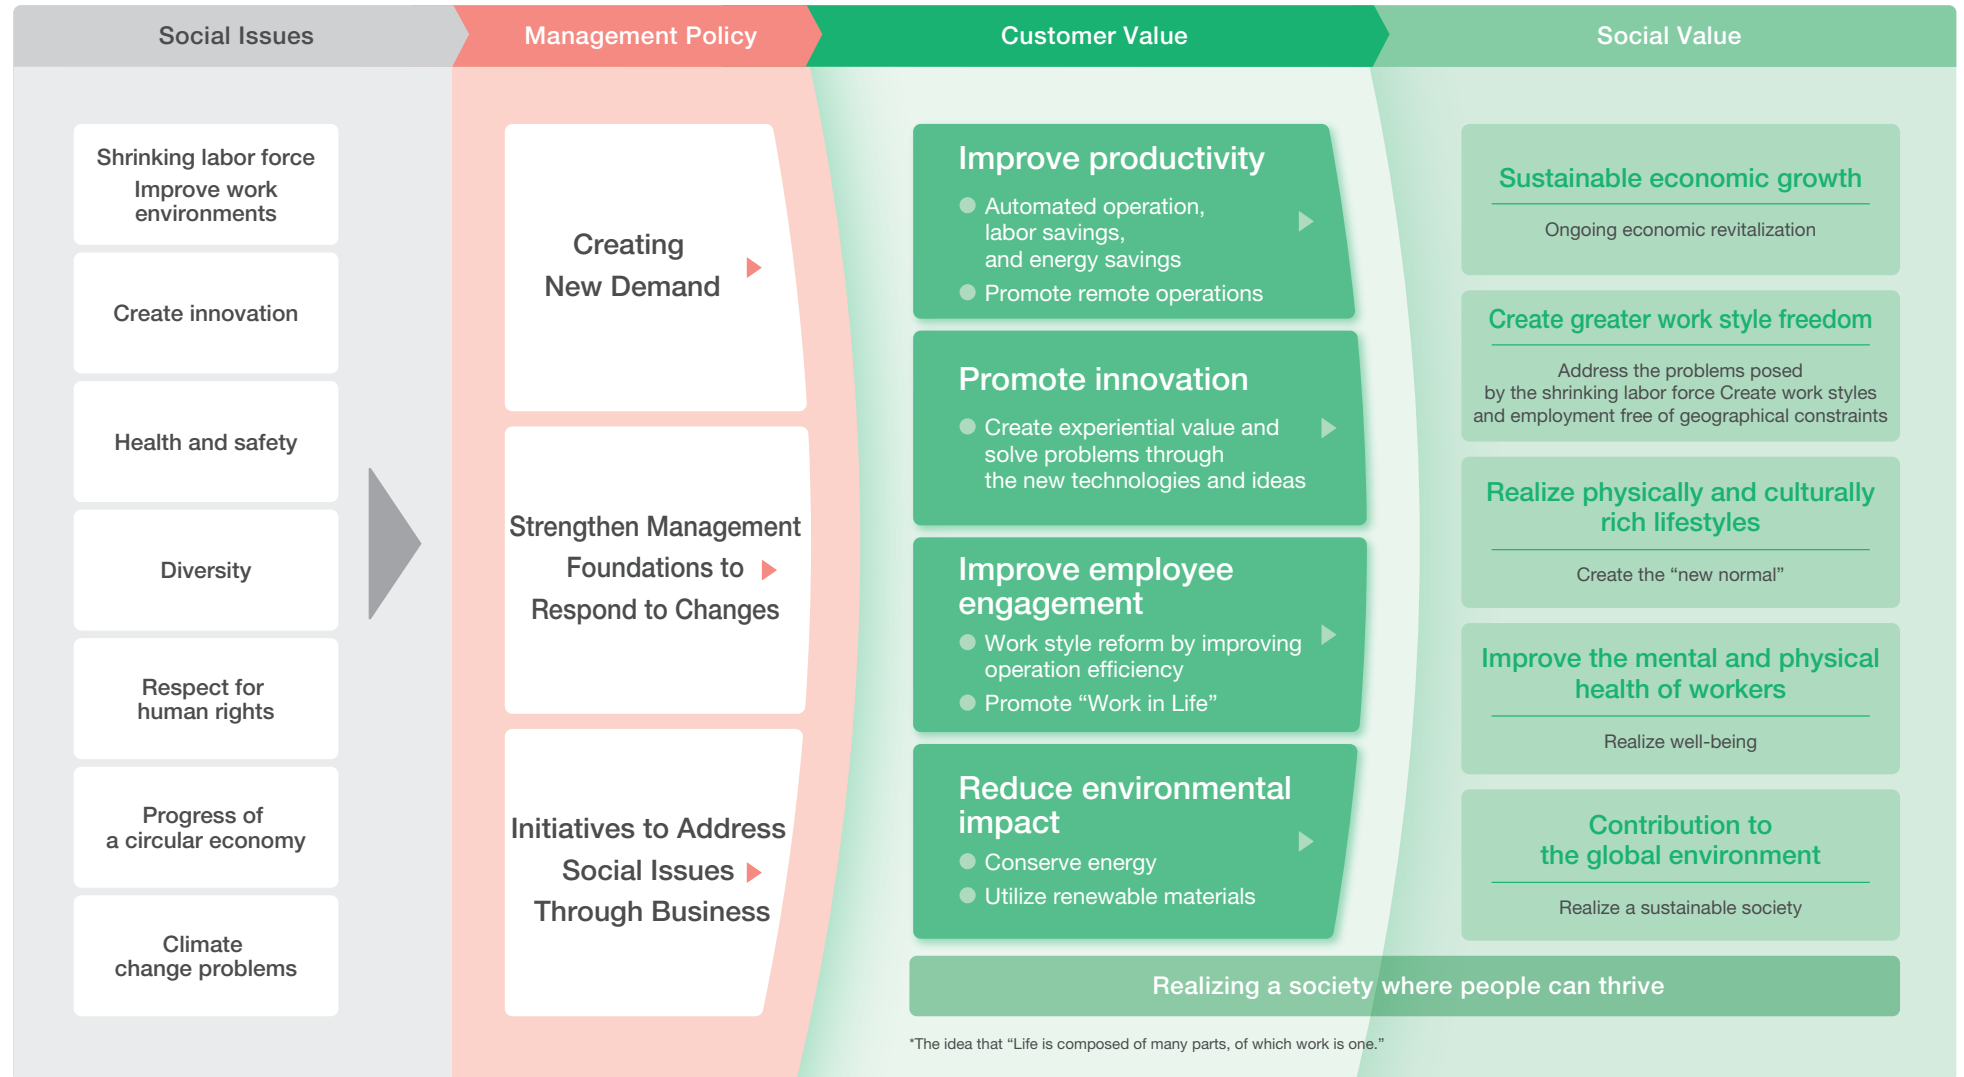 Social Issues
Management Policy
Customer Value
Social Value
Shrinking labor force
Improve work
environments
Create innovation
Health and safety
Diversity
Respect for
human rights
Progress of
a circular economy
Climate
change problems
Creating
New Demand
Strengthen Management
Foundations to
Respond to Changes
Initiatives to Address
Social Issues
Through Business
Improve productivity
Automated operation,
labor savings,
and energy savings
Promote remote operations
Promote innovation
Create experiential value and
solve problems through
the new technologies and ideas
Improve employee
engagement
Work style reform by improving
operation efficiency
Promote “Work in Life”
Reduce environmental
impact
Conserve energy
Utilize renewable materials
Sustainable economic growth
Ongoing economic revitalization
Create greater work style freedom
Address the problems posed
by the shrinking labor force Create work styles
and employment free of geographical constraints
Realize physically and culturally
rich lifestyles
Create the “new normal”
Improve the mental and physical
health of workers
Realize well-being
Contribution to
the global environment
Realize a sustainable society
Realizing a society where people can thrive
*The idea that “Life is composed of many parts, of which work is one.”